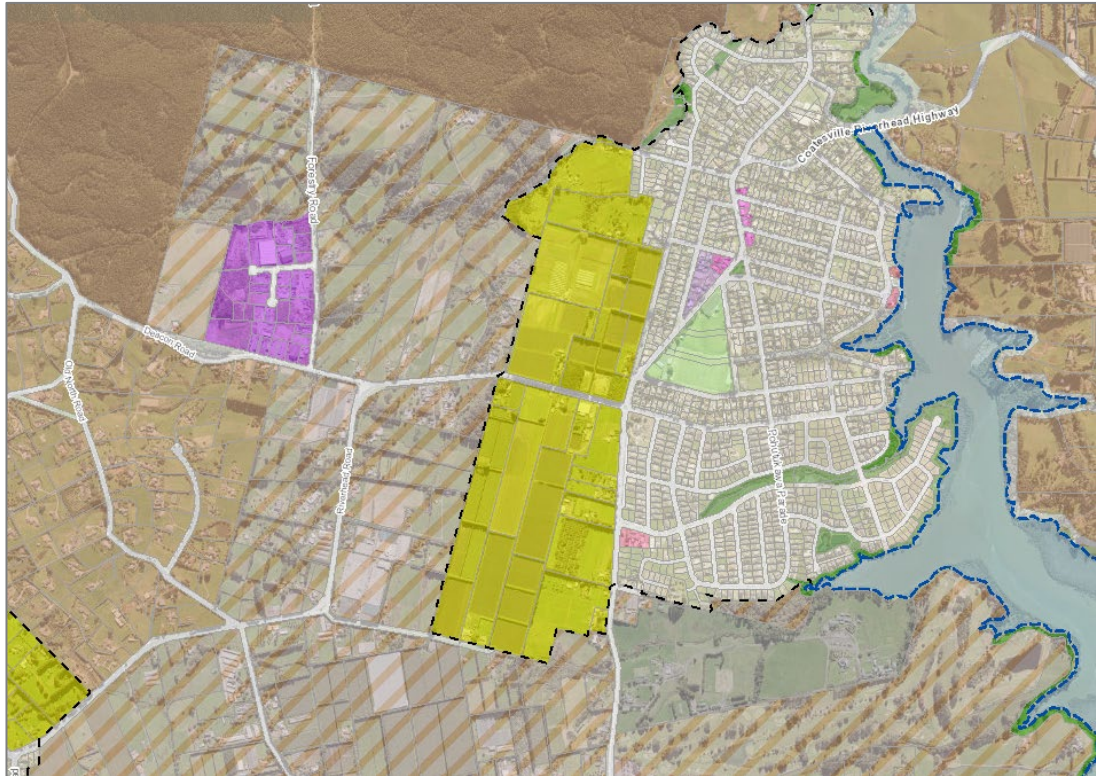 Coatesville Riverhead Highway
Forestry Road
Deacon Road
Old North Road
Riverhead Road
Pohutukawa Parade